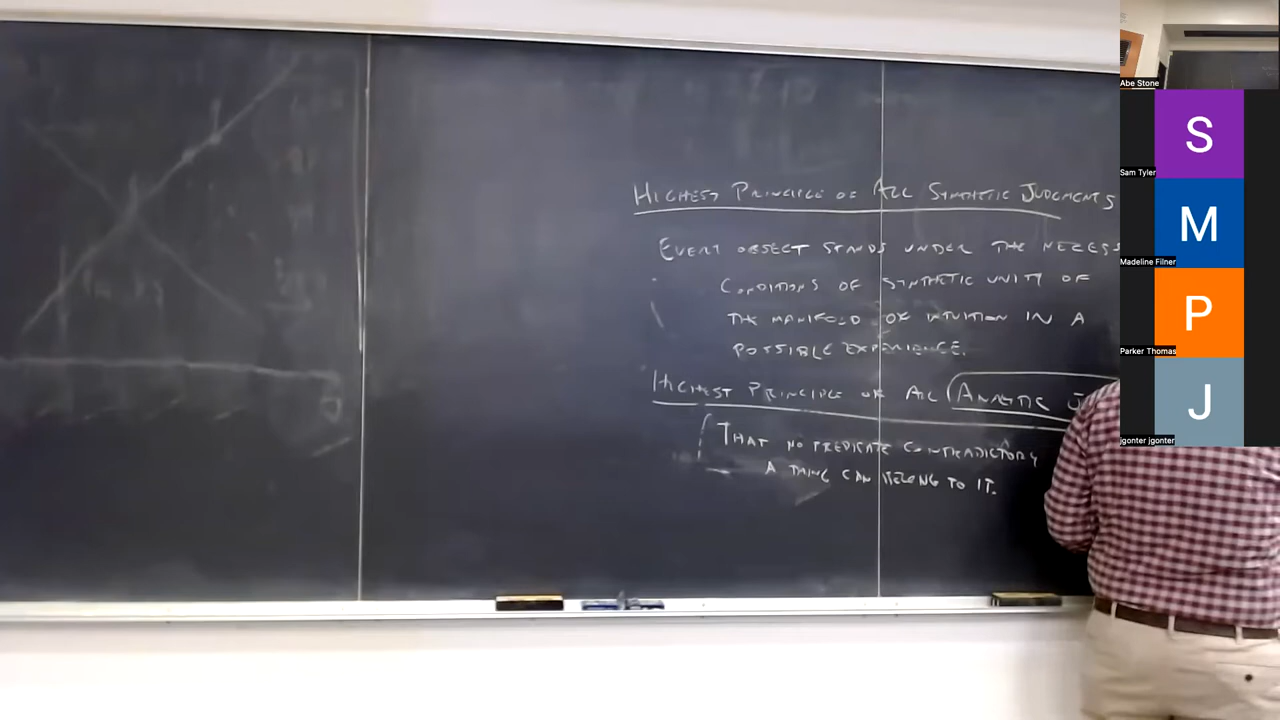 HIGHEST PRINCIPLE OF ALL SYNTHETIC JUDGMENTS
EVERY OBJECT STANDS UNDER THE NECESS
CONDITIONS OF SYNTHETIC UNITY OF
THE MANIFOLD OF INTUITION IN A
POSSIBLE EXPERIENCE.
HIGHEST PRINCIPLE OF ALL ANALYTIC J
THAT NO PREDICATE CONTRADICTORY
A THING CAN BELONG TO IT.
Abe Stone
S
Sam Tyler
M
Madeline Filner
P
Parker Thomas
J
jgonter jgonter